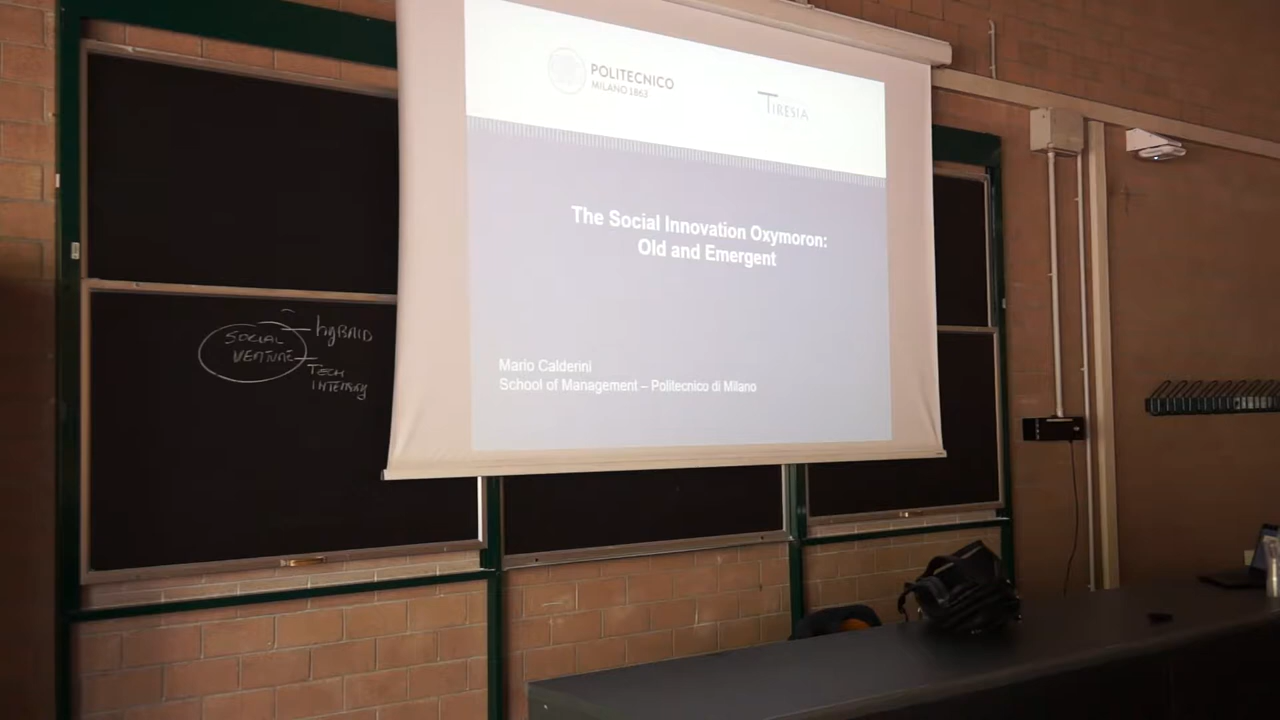 POLITECNICO
MILANO 1863
TIRESIA
The Social Innovation Oxymoron:
Old and Emergent
Mario Calderini
School of Management – Politecnico di Milano
SOCIAL
VENTURE
hyBRID
TECH